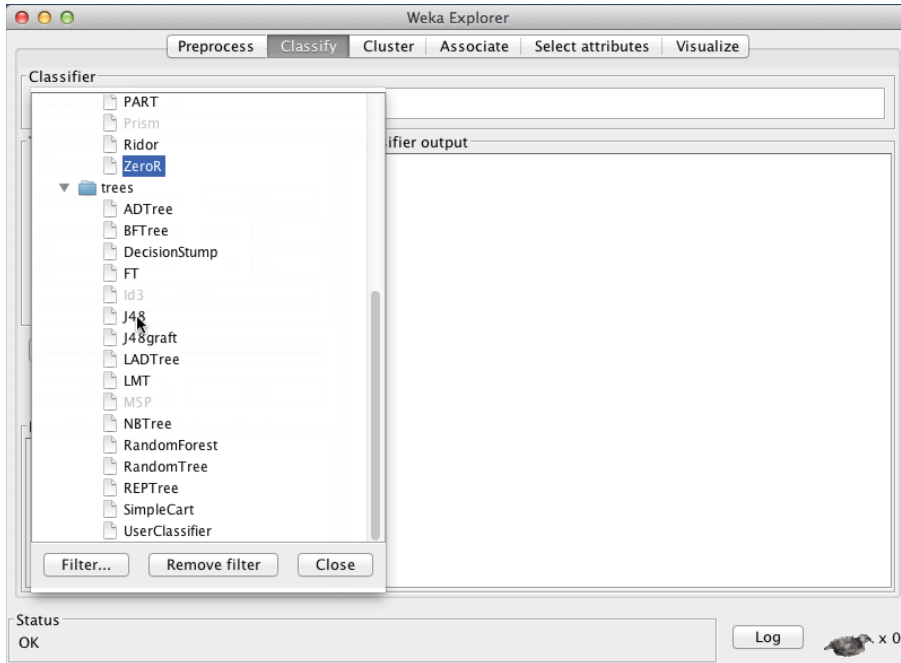 Weka Explorer
Preprocess Classify Cluster Associate Select attributes Visualize
Classifier
PART
Prism
Ridor
ifier output
ZeroR
trees
ADTree
BFTree
DecisionStump
FT
Id3
J48
J48graft
LADTree
LMT
M5P
NBTree
RandomForest
RandomTree
REPTree
SimpleCart
UserClassifier
Filter... Remove filter Close
Status
OK
Log
x 0